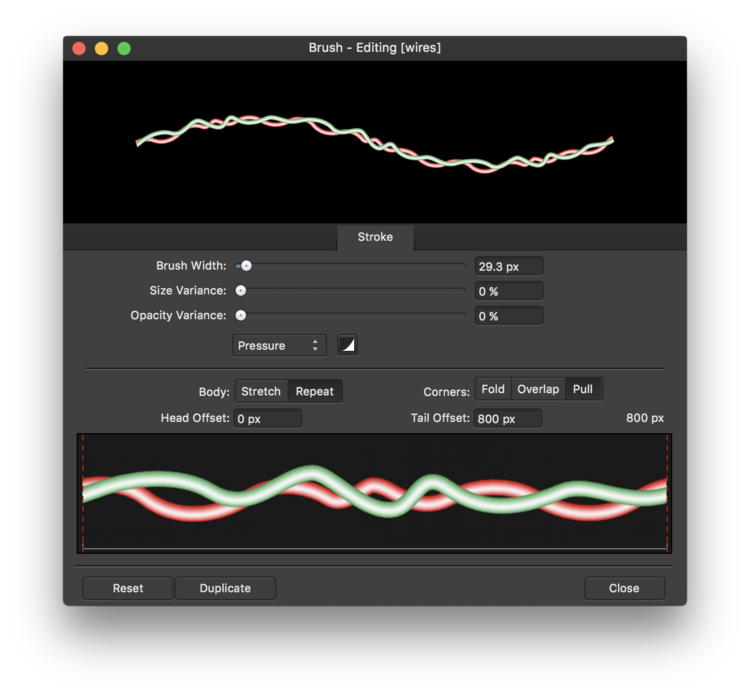 Brush - Editing [wires]
Stroke
Brush Width: 29.3 px
Size Variance: 0 %
Opacity Variance: 0 %
Pressure
Body: Stretch Repeat Corners: Fold Overlap Pull
Head Offset: 0 px Tail Offset: 800 px 800 px
Reset Duplicate Close